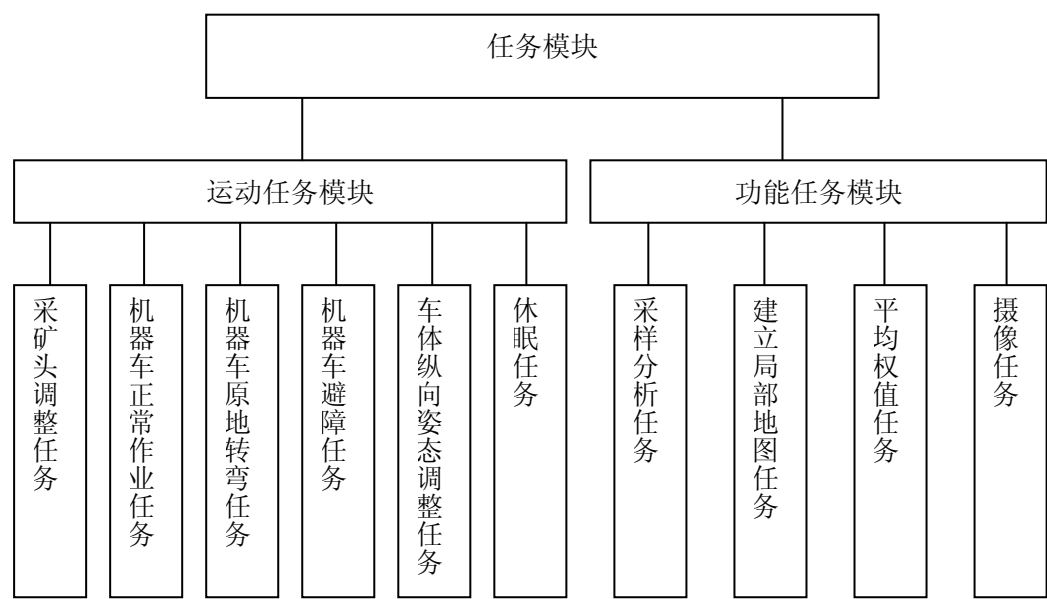 任务模块
运动任务模块
功能任务模块
采矿头调整任务
机器车正常作业任务
机器车原地转弯任务
机器车避障任务
车体纵向姿态调整任务
休眠任务
采样分析任务
建立局部地图任务
平均权值任务
摄像任务